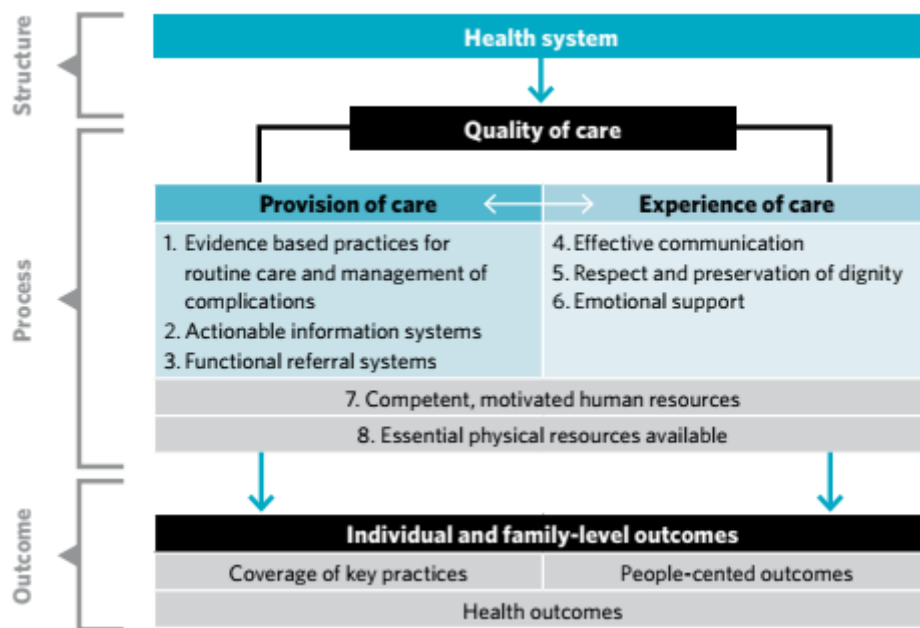 Structure
Health system
Quality of care
Process
Provision of care
Experience of care
1. Evidence based practices for
routine care and management of
complications
2. Actionable information systems
3. Functional referral systems
4. Effective communication
5. Respect and preservation of dignity
6. Emotional support
7. Competent, motivated human resources
8. Essential physical resources available
Outcome
Individual and family-level outcomes
Coverage of key practices
People-cented outcomes
Health outcomes